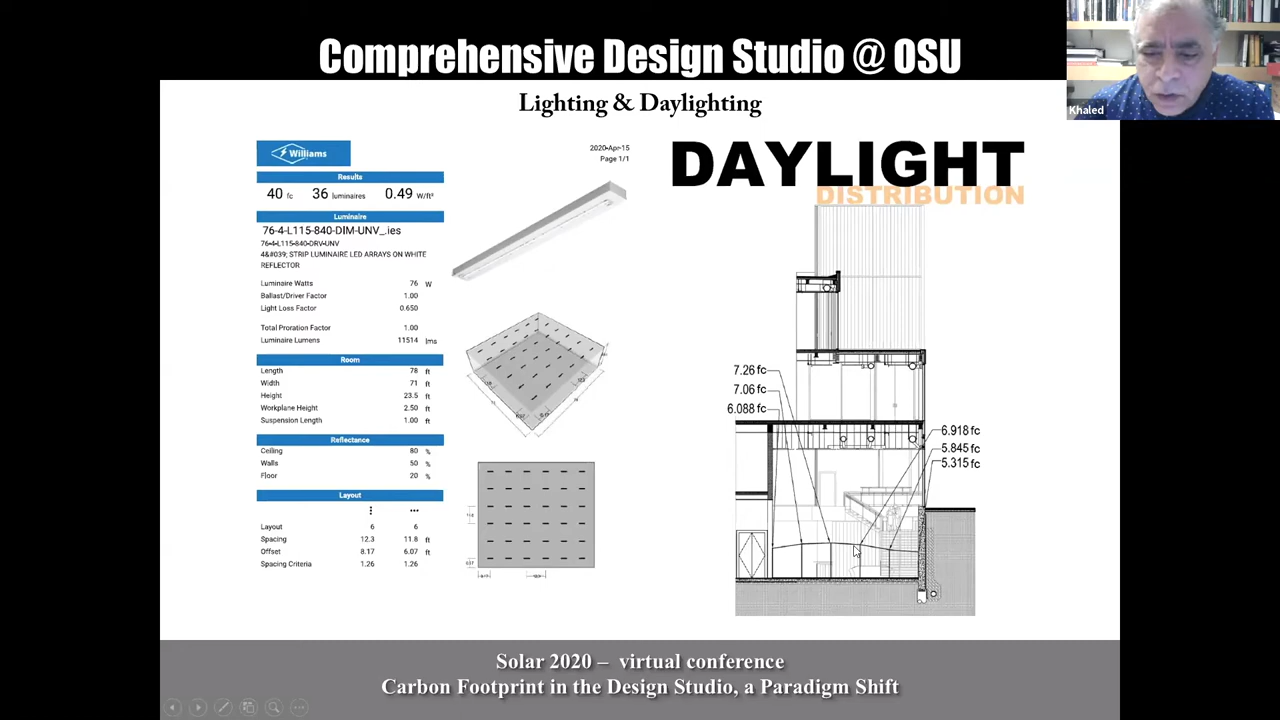 Comprehensive Design Studio @ OSU
Khaled
Lighting & Daylighting
Williams
2020-Apr-15
Page 1/1
Results
40 fc 36 luminaires 0.49 W/ft²
Luminaire
76-4-L115-840-DIM-UNV_.ies
76-4-L115-840-DRV-UNV
4&#039; STRIP LUMINAIRE LED ARRAYS ON WHITE
REFLECTOR
Luminaire Watts 76 W
Ballast/Driver Factor 1.00
Light Loss Factor 0.650
Total Proration Factor 1.00
Luminaire Lumens 11514 lms
Room
Length 78 ft
Width 71 ft
Height 23.5 ft
Workplane Height 2.50 ft
Suspension Length 1.00 ft
Reflectance
Ceiling 80 %
Walls 50 %
Floor 20 %
Layout
Layout 6 6
Spacing 12.3 11.8 ft
Offset 8.17 6.07 ft
Spacing Criteria 1.26 1.26
DAYLIGHT
DISTRIBUTION
7.26 fc
7.06 fc
6.088 fc
6.918 fc
5.845 fc
5.315 fc
Solar 2020 – virtual conference
Carbon Footprint in the Design Studio, a Paradigm Shift